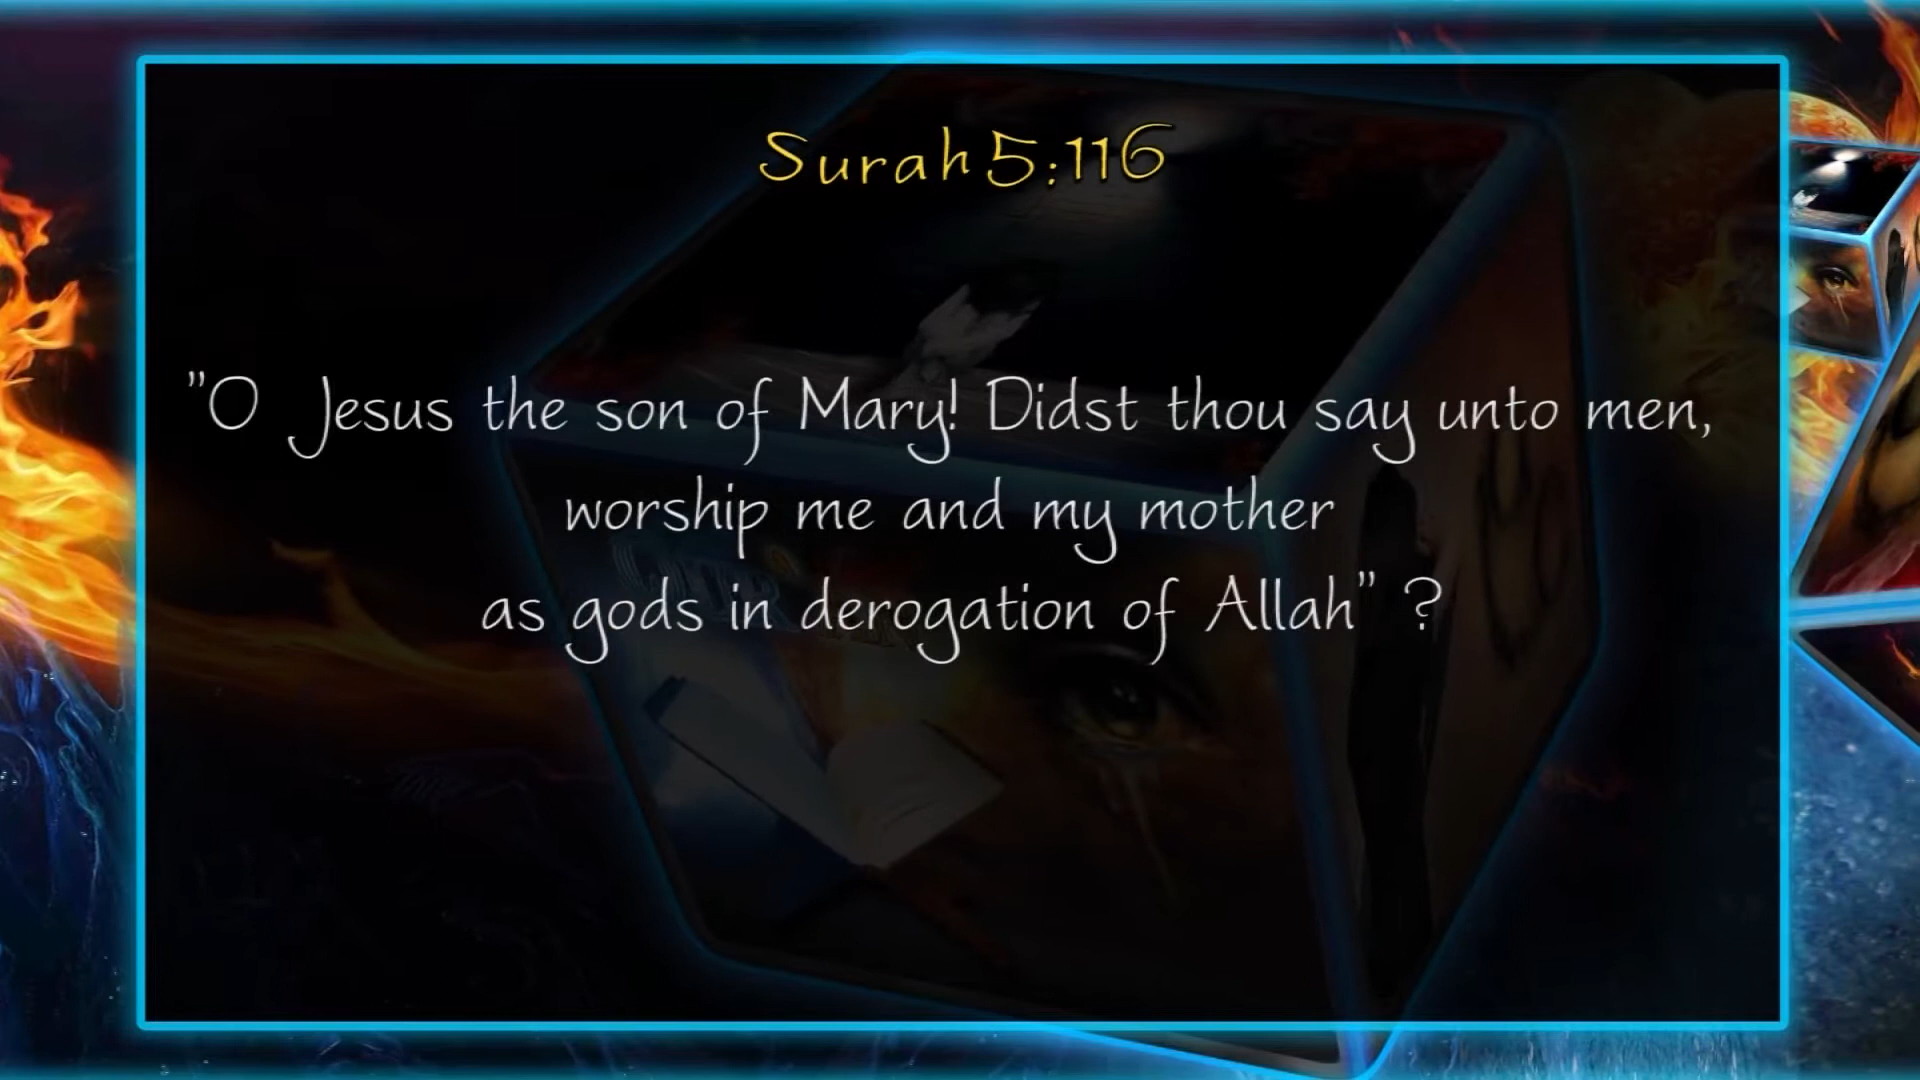 Surah 5:116
"O Jesus the son of Mary! Didst thou say unto men,
worship me and my mother
as gods in derogation of Allah" ?